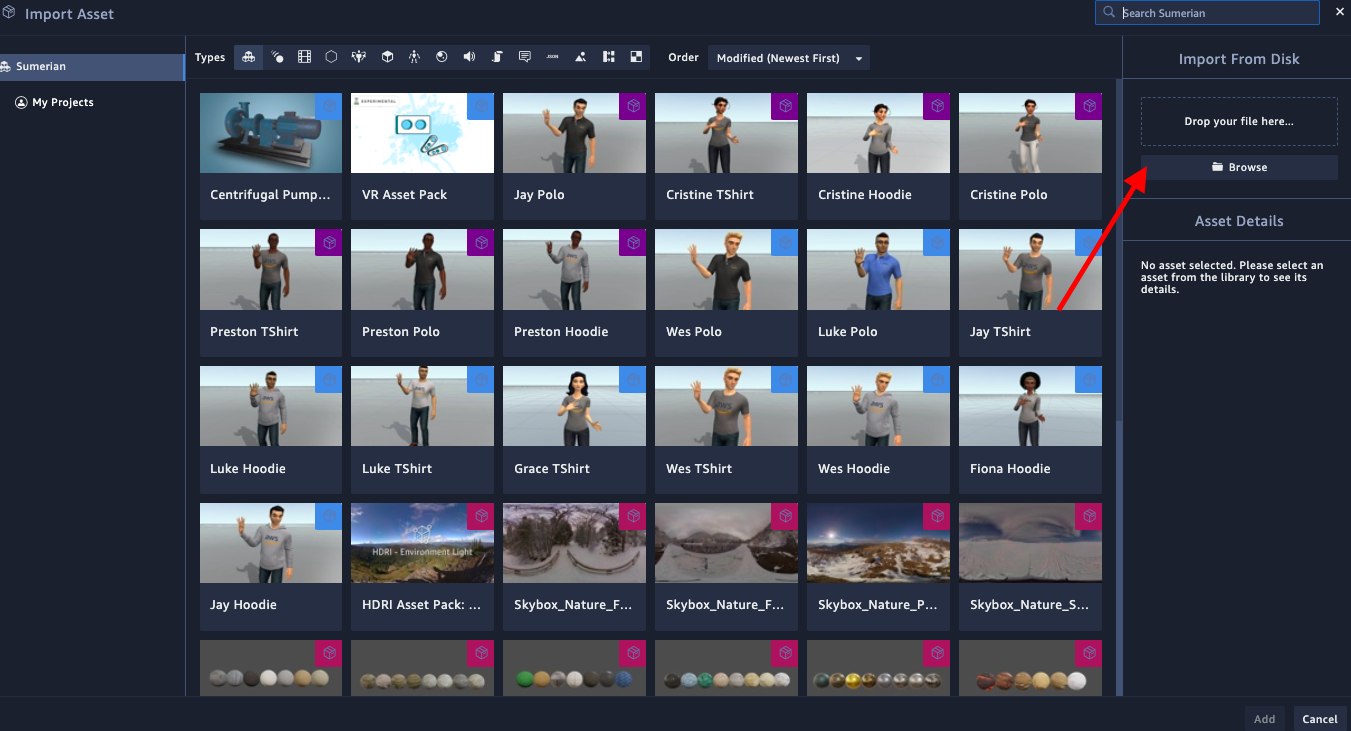 Import Asset
Search Sumerian
Sumerian
My Projects
Types
JSON
Order
Modified (Newest First)
Import From Disk
Drop your file here...
Browse
Asset Details
No asset selected. Please select an
asset from the library to see its
details.
EXPERIMENTAL
Centrifugal Pump...
VR Asset Pack
Jay Polo
Cristine TShirt
Cristine Hoodie
Cristine Polo
Preston TShirt
Preston Polo
Preston Hoodie
Wes Polo
Luke Polo
Jay TShirt
Luke Hoodie
Luke TShirt
Grace TShirt
Wes TShirt
Wes Hoodie
Fiona Hoodie
HDRI - Environment Light
Jay Hoodie
HDRI Asset Pack: ...
Skybox_Nature_F...
Skybox_Nature_F...
Skybox_Nature_P...
Skybox_Nature_S...
Add
Cancel